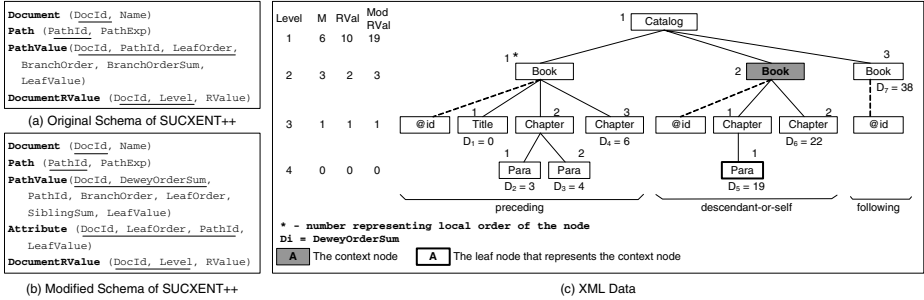 Document (DocId, Name)
Path (PathId, PathExp)
PathValue(DocId, PathId, LeafOrder,
BranchOrder, BranchOrderSum,
LeafValue)
DocumentRValue (DocId, Level, RValue)
(a) Original Schema of SUCXENT++
Document (DocId, Name)
Path (PathId, PathExp)
PathValue(DocId, DeweyOrderSum,
PathId, BranchOrder, LeafOrder,
SiblingSum, LeafValue)
Attribute (DocId, LeafOrder, PathId,
LeafValue)
DocumentRValue (DocId, Level, RValue)
(b) Modified Schema of SUCXENT++
Level M RVal Mod RVal
1 6 10 19
2 3 2 3
3 1 1 1
4 0 0 0
1 Catalog
1 * Book
2 Book
3 Book
D7 = 38
@id
1 Title
D1 = 0
2 Chapter
3 Chapter
D4 = 6
@id
1 Chapter
2 Chapter
D6 = 22
@id
1 Para
D2 = 3
2 Para
D3 = 4
1 Para
D5 = 19
preceding
descendant-or-self
following
* - number representing local order of the node
Di = DeweyOrderSum
A The context node
A The leaf node that represents the context node
(c) XML Data